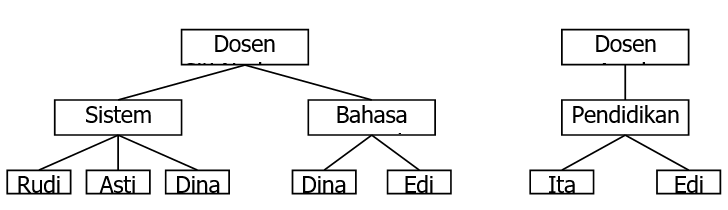 Dosen
Dosen
Sistem
Bahasa
Pendidikan
Rudi
Asti
Dina
Dina
Edi
Ita
Edi